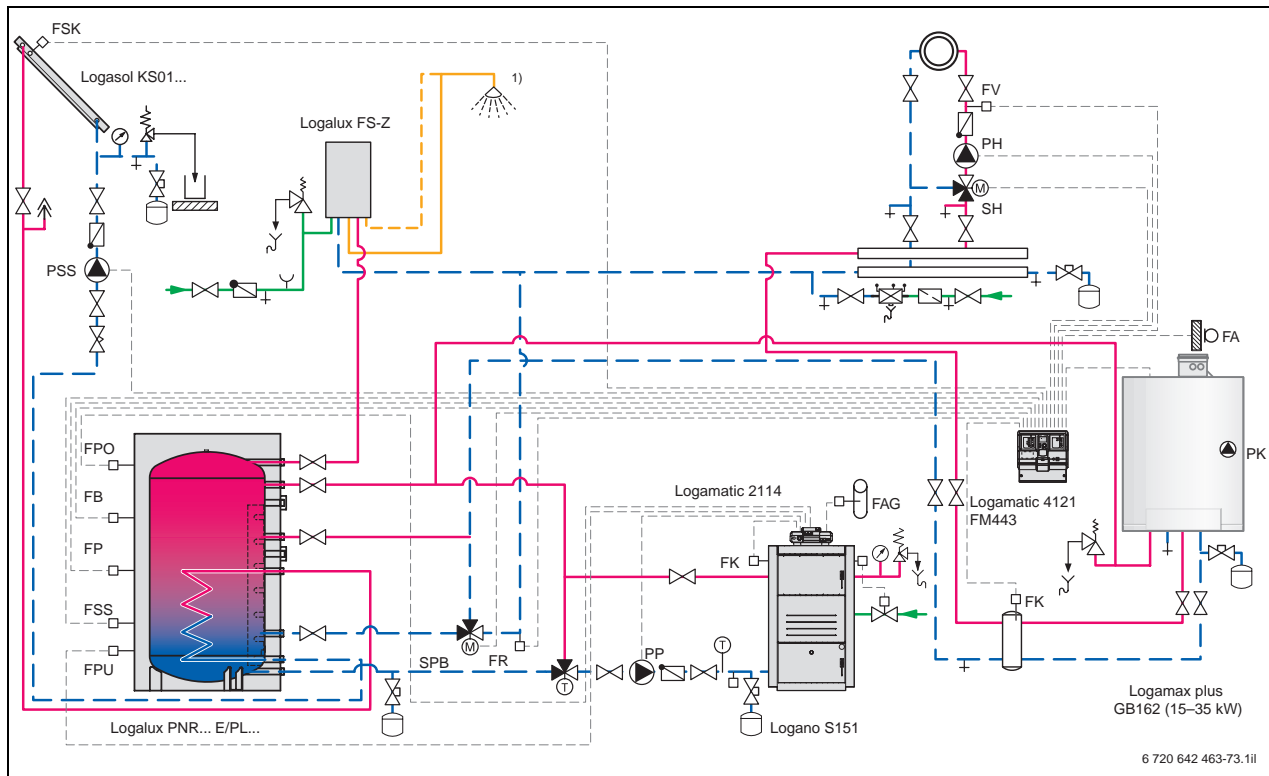 FSK
Logasol KS01...
1)
Logalux FS-Z
FV
PH
M
SH
PSS
FA
PK
FPO
FB
FP
FSS
FPU
Logamatic 2114
FAG
Logamatic 4121
FM443
FK
FK
M
SPB
FR
T
PP
T
Logalux PNR... E/PL...
Logano S151
Logamax plus
GB162 (15–35 kW)
6 720 642 463-73.1il